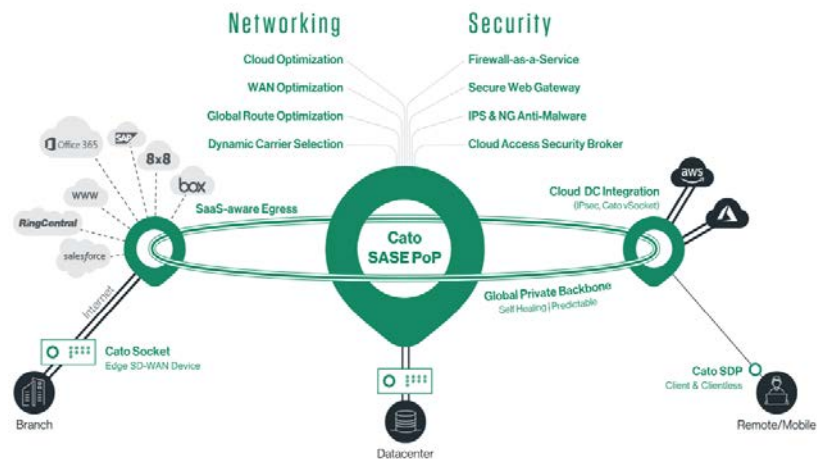 Networking
Security
Cloud Optimization
Firewall-as-a-Service
WAN Optimization
Secure Web Gateway
Global Route Optimization
IPS & NG Anti-Malware
Dynamic Carrier Selection
Cloud Access Security Broker
Office 365
SAP
8x8
box
www
RingCentral
salesforce
SaaS-aware Egress
Cato
SASE PoP
Cloud DC Integration
(IPsec, Cato vSocket)
aws
Global Private Backbone
Self Healing | Predictable
Internet
Cato Socket
Edge SD-WAN Device
Cato SDP
Client & Clientless
Branch
Datacenter
Remote/Mobile